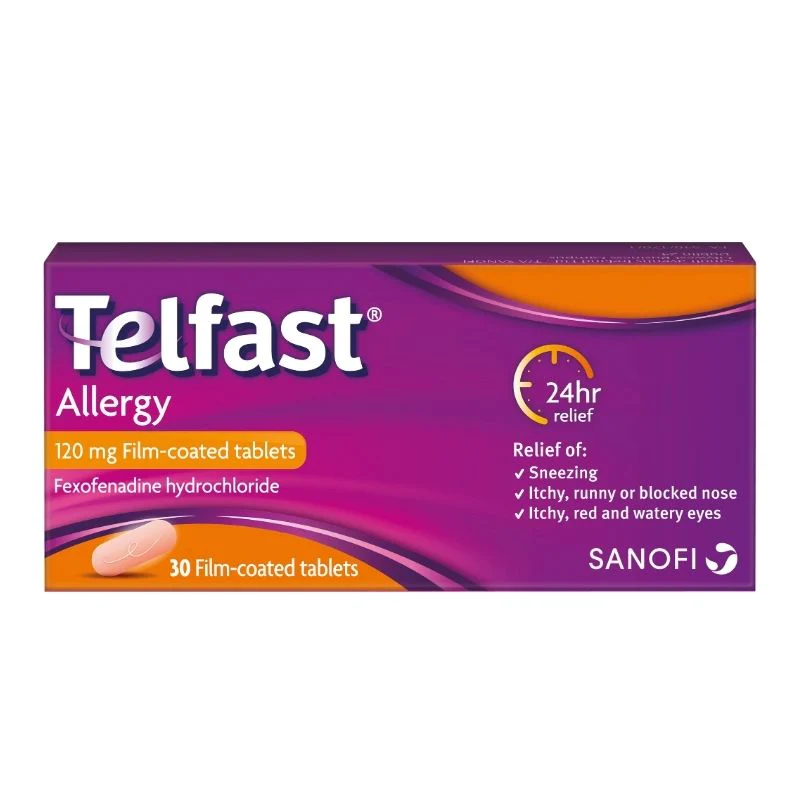 Telfast®
Allergy
120 mg Film-coated tablets
Fexofenadine hydrochloride
30 Film-coated tablets
24hr
relief
Relief of:
✓ Sneezing
✓ Itchy, runny or blocked nose
✓ Itchy, red and watery eyes
SANOFI